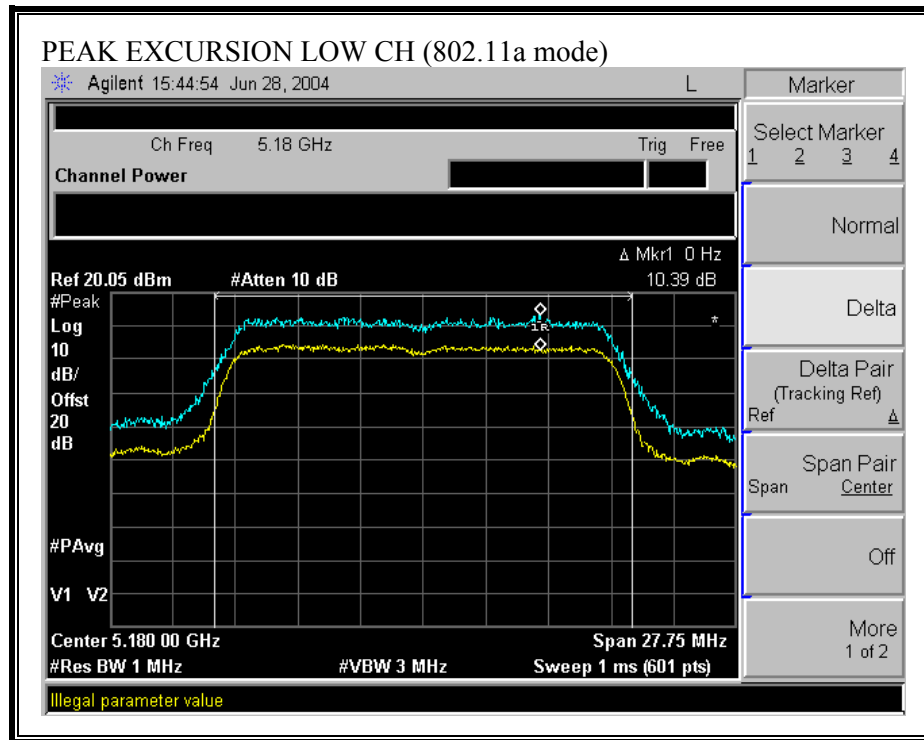 PEAK EXCURSION LOW CH (802.11a mode)
Agilent 15:44:54 Jun 28, 2004 L
Ch Freq 5.18 GHz Trig Free
Channel Power
Δ Mkr1 0 Hz
Ref 20.05 dBm #Atten 10 dB 10.39 dB
#Peak
Log
10
dB/
Offst
20
dB
1R
*
#PAvg
V1 V2
Center 5.180 00 GHz Span 27.75 MHz
#Res BW 1 MHz #VBW 3 MHz Sweep 1 ms (601 pts)
Illegal parameter value
Marker
Select Marker
1 2 3 4
Normal
Delta
Delta Pair
(Tracking Ref)
Ref Δ
Span Pair
Span Center
Off
More
1 of 2